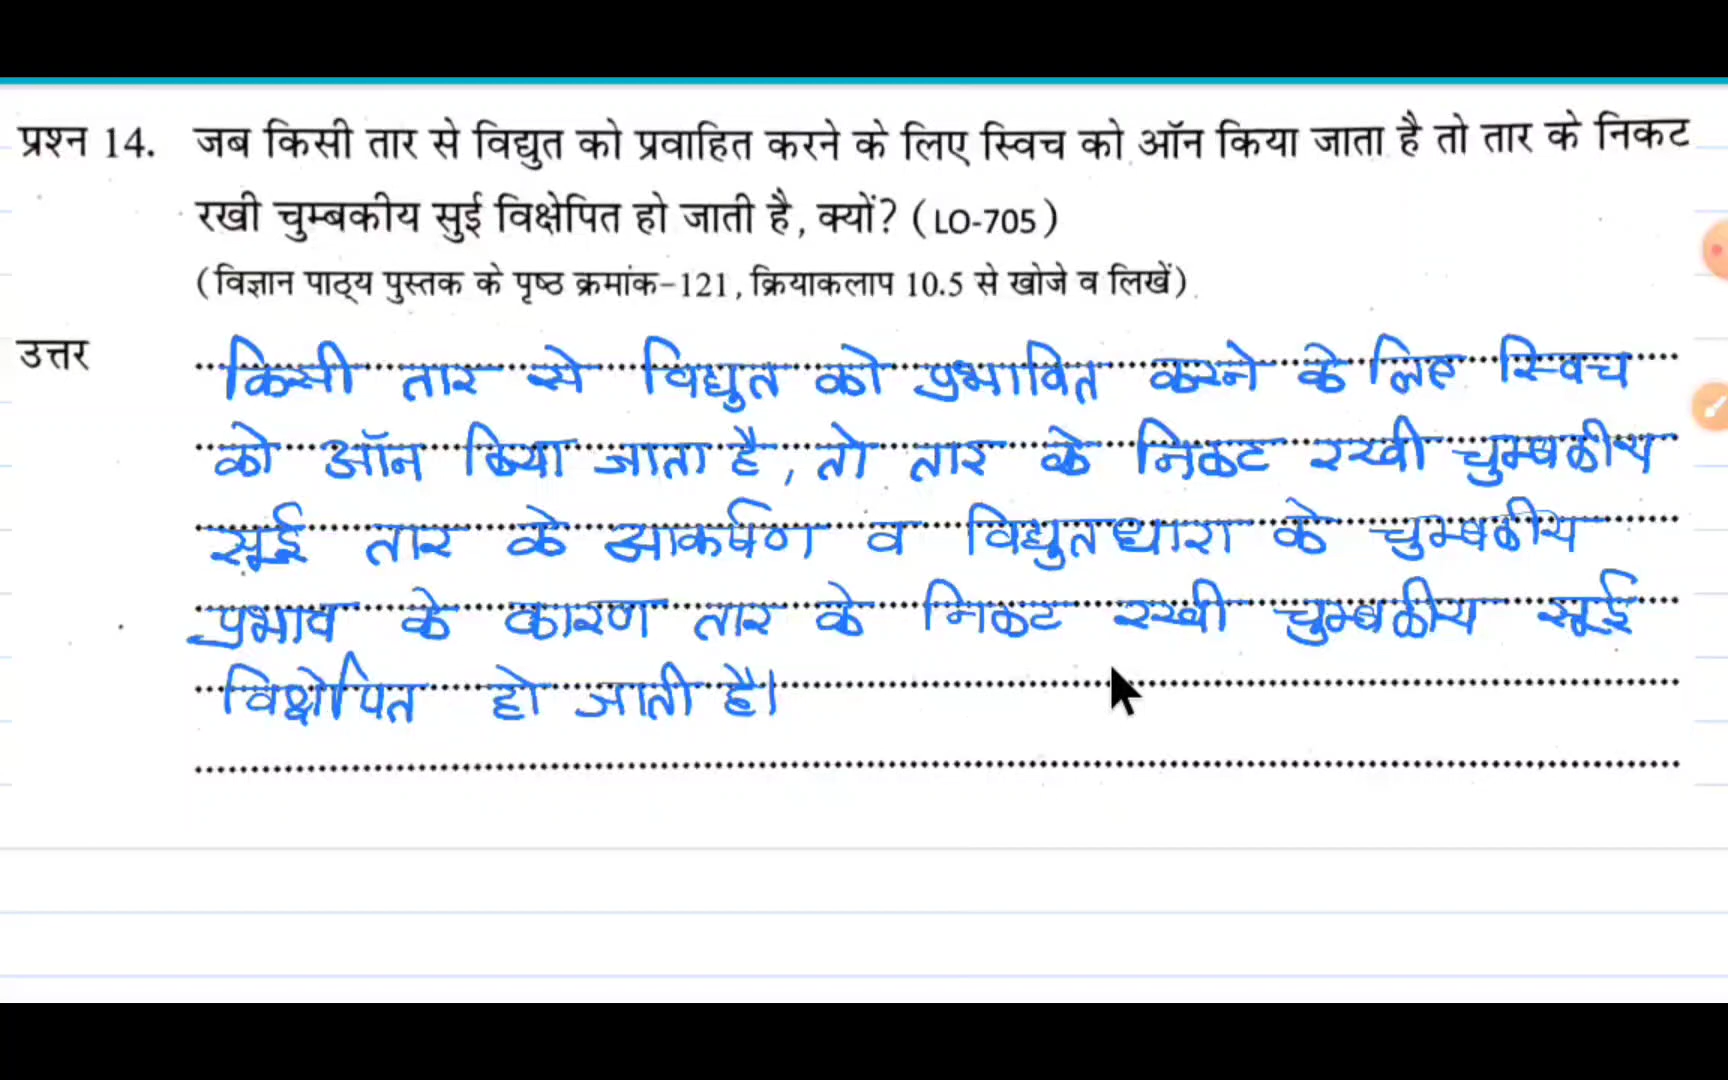 प्रश्न 14. जब किसी तार से विद्युत को प्रवाहित करने के लिए स्विच को ऑन किया जाता है तो तार के निकट
रखी चुम्बकीय सुई विक्षेपित हो जाती है, क्यों? (LO-705)
(विज्ञान पाठ्य पुस्तक के पृष्ठ क्रमांक-121, क्रियाकलाप 10.5 से खोजे व लिखें)
उत्तर किसी तार से विद्युत को प्रभावित करने के लिए स्विच
को ऑन किया जाता है, तो तार के निकट रखी चुम्बकीय
सूई तार के आकर्षण व विद्युतधारा के चुम्बकीय
प्रभाव के कारण तार के निकट रखी चुम्बकीय सूई
विक्षेपित हो जाती है।